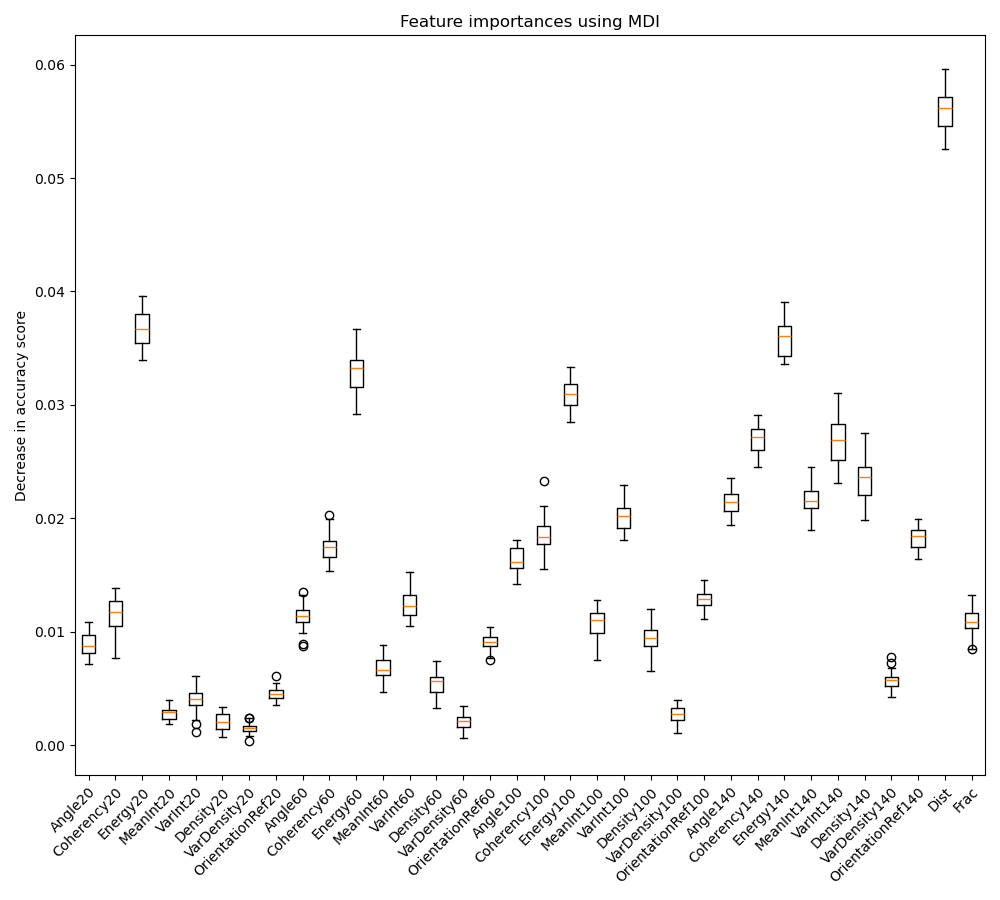 Feature importances using MDI
Decrease in accuracy score
0.06
0.05
0.04
0.03
0.02
0.01
0.00
Angle20
Coherency20
Energy20
MeanInt20
VarInt20
Density20
VarDensity20
OrientationRef20
Angle60
Coherency60
Energy60
MeanInt60
VarInt60
Density60
VarDensity60
OrientationRef60
Angle100
Coherency100
Energy100
MeanInt100
VarInt100
Density100
VarDensity100
OrientationRef100
Angle140
Coherency140
Energy140
MeanInt140
VarInt140
Density140
VarDensity140
OrientationRef140
Dist
Frac